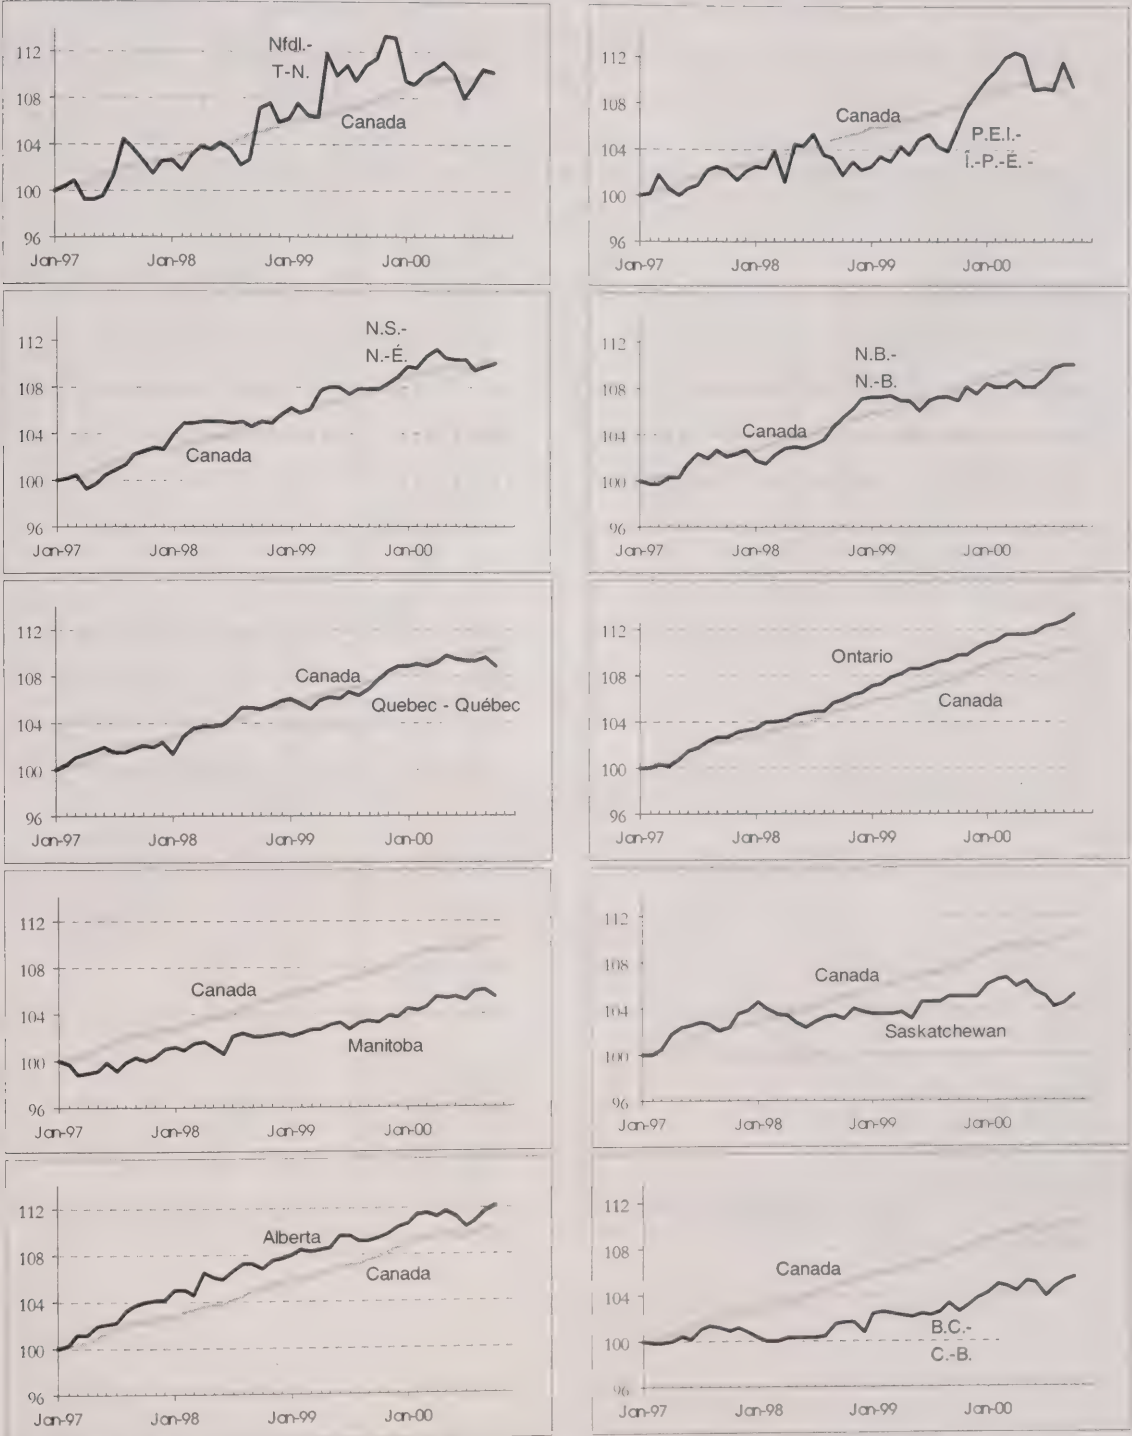 112
108
104
100
96
Nfdl.-
T-N.
Canada
Jan-97 Jan-98 Jan-99 Jan-00
112
108
104
100
96
Canada
P.E.I.-
Î.-P.-É. -
Jan-97 Jan-98 Jan-99 Jan-00
112
108
104
100
96
N.S.-
N.-É.
Canada
Jan-97 Jan-98 Jan-99 Jan-00
112
108
104
100
96
N.B.-
N.-B.
Canada
Jan-97 Jan-98 Jan-99 Jan-00
112
108
104
100
96
Canada
Quebec - Québec
Jan-97 Jan-98 Jan-99 Jan-00
112
108
104
100
96
Ontario
Canada
Jan-97 Jan-98 Jan-99 Jan-00
112
108
104
100
96
Canada
Manitoba
Jan-97 Jan-98 Jan-99 Jan-00
112
108
104
100
96
Canada
Saskatchewan
Jan-97 Jan-98 Jan-99 Jan-00
112
108
104
100
96
Alberta
Canada
Jan-97 Jan-98 Jan-99 Jan-00
112
108
104
100
96
Canada
B.C.-
C.-B.
Jan-97 Jan-98 Jan-99 Jan-00